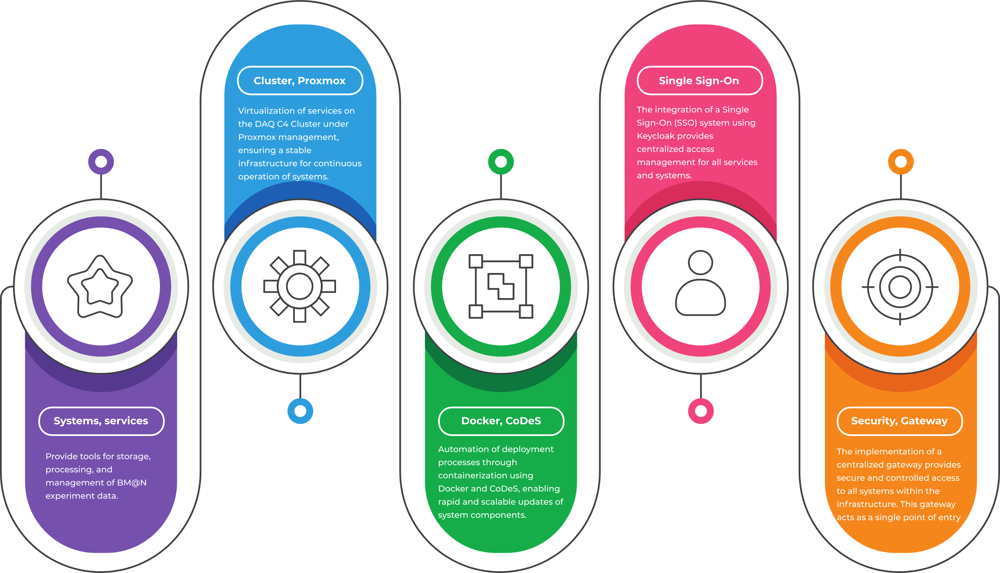 Systems, services
Provide tools for storage,
processing, and
management of BM@N
experiment data.
Cluster, Proxmox
Virtualization of services on
the DAQ C4 Cluster under
Proxmox management,
ensuring a stable
infrastructure for continuous
operation of systems.
Docker, CoDeS
Automation of deployment
processes through
containerization using
Docker and CoDeS, enabling
rapid and scalable updates of
system components.
Single Sign-On
The integration of a Single
Sign-On (SSO) system using
Keycloak provides
centralized access
management for all services
and systems.
Security, Gateway
The implementation of a
centralized gateway provides
secure and controlled access
to all systems within the
infrastructure. This gateway
acts as a single point of entry